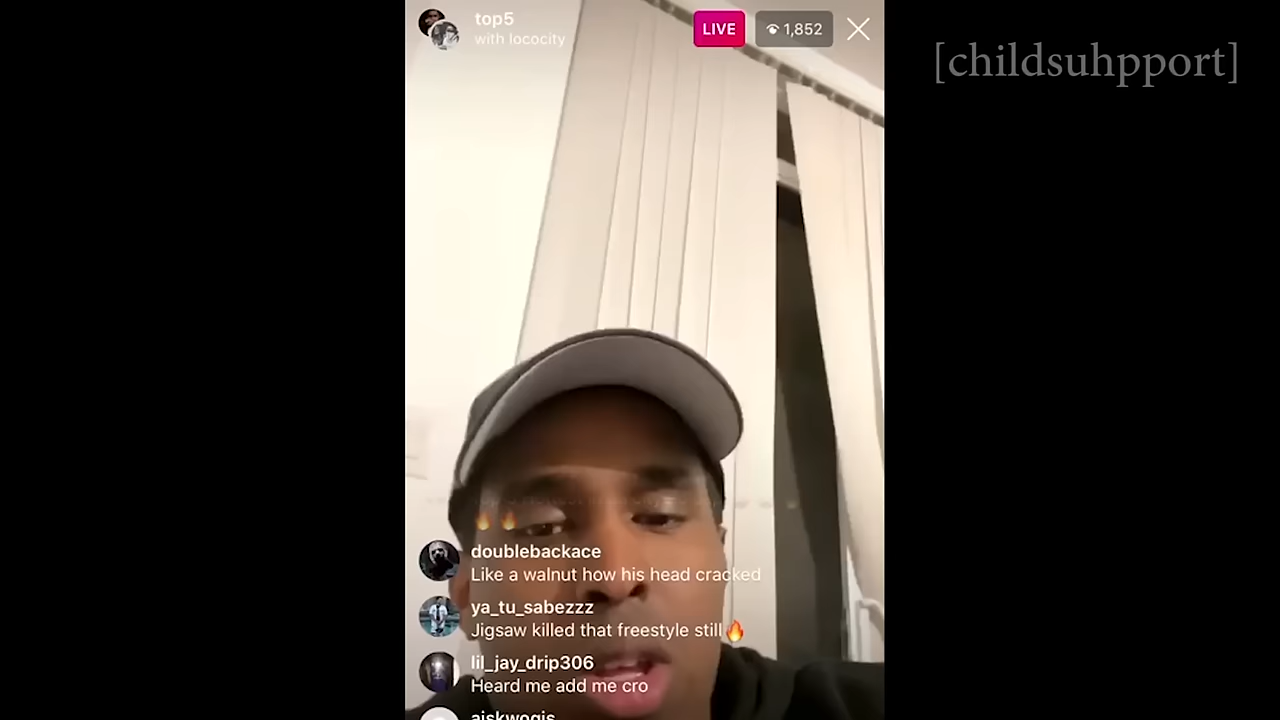 top5
with lococity
LIVE
1,852
[childsuhpport]
doublebackace
Like a walnut how his head cracked
ya_tu_sabezzz
Jigsaw killed that freestyle still🔥
lil_jay_drip306
Heard me add me cro